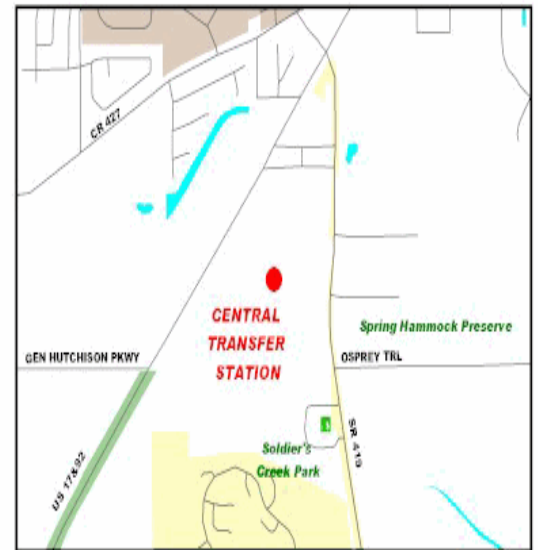 CR 427
CENTRAL
TRANSFER
STATION
Spring Hammock Preserve
GEN HUTCHISON PKWY
OSPREY TRL
SR 419
Soldier's
Creek Park
US 17&92